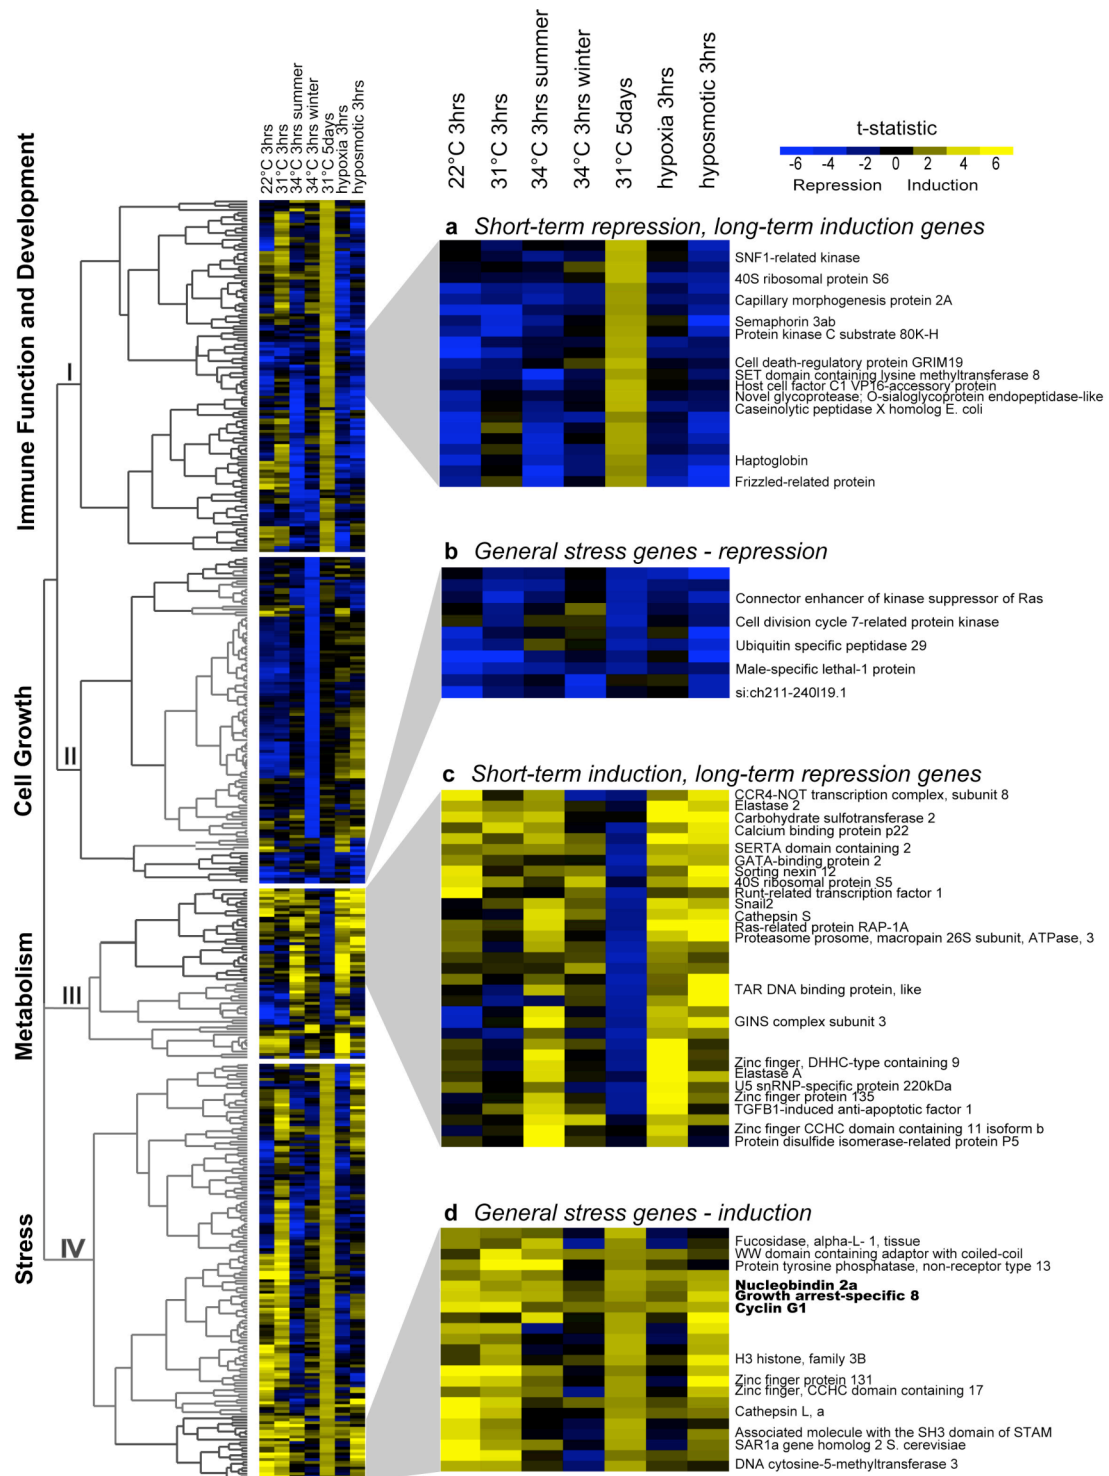 22°C 3hrs
31°C 3hrs
34°C 3hrs summer
34°C 3hrs winter
31°C 5days
hypoxia 3hrs
hyposmotic 3hrs
22°C 3hrs
31°C 3hrs
34°C 3hrs summer
34°C 3hrs winter
31°C 5days
hypoxia 3hrs
hyposmotic 3hrs
t-statistic
-6 -4 -2 0 2 4 6
Repression Induction
Immune Function and Development
I
Cell Growth
II
Metabolism
III
Stress
IV
a Short-term repression, long-term induction genes
SNF1-related kinase
40S ribosomal protein S6
Capillary morphogenesis protein 2A
Semaphorin 3ab
Protein kinase C substrate 80K-H
Cell death-regulatory protein GRIM19
SET domain containing lysine methyltransferase 8
Host cell factor C1 VP16-accessory protein
Novel glycoprotease; O-sialoglycoprotein endopeptidase-like
Caseinolytic peptidase X homolog E. coli
Haptoglobin
Frizzled-related protein
b General stress genes - repression
Connector enhancer of kinase suppressor of Ras
Cell division cycle 7-related protein kinase
Ubiquitin specific peptidase 29
Male-specific lethal-1 protein
si:ch211-240l19.1
c Short-term induction, long-term repression genes
CCR4-NOT transcription complex, subunit 8
Elastase 2
Carbohydrate sulfotransferase 2
Calcium binding protein p22
SERTA domain containing 2
GATA-binding protein 2
Sorting nexin 12
40S ribosomal protein S5
Runt-related transcription factor 1
Snail2
Cathepsin S
Ras-related protein RAP-1A
Proteasome prosome, macropain 26S subunit, ATPase, 3
TAR DNA binding protein, like
GINS complex subunit 3
Zinc finger, DHHC-type containing 9
Elastase A
U5 snRNP-specific protein 220kDa
Zinc finger protein 135
TGFB1-induced anti-apoptotic factor 1
Zinc finger CCHC domain containing 11 isoform b
Protein disulfide isomerase-related protein P5
d General stress genes - induction
Fucosidase, alpha-L- 1, tissue
WW domain containing adaptor with coiled-coil
Protein tyrosine phosphatase, non-receptor type 13
Nucleobindin 2a
Growth arrest-specific 8
Cyclin G1
H3 histone, family 3B
Zinc finger protein 131
Zinc finger, CCHC domain containing 17
Cathepsin L, a
Associated molecule with the SH3 domain of STAM
SAR1a gene homolog 2 S. cerevisiae
DNA cytosine-5-methyltransferase 3